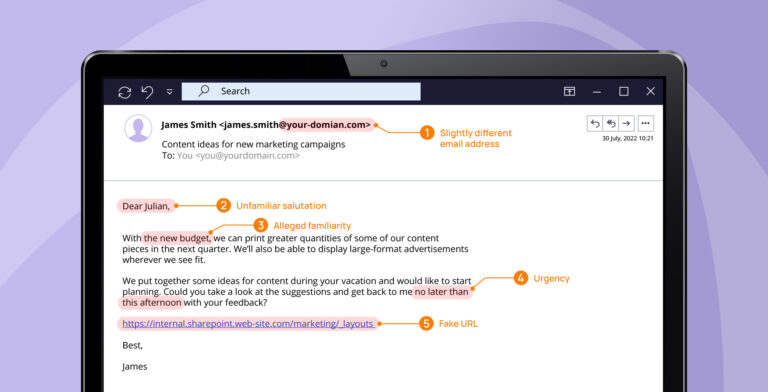 Search
James Smith <james.smith@your-domian.com>
1 Slightly different
email address
Content ideas for new marketing campaigns
To: You <you@yourdomain.com>
30 July, 2022 10:21
Dear Julian,
2 Unfamiliar salutation
3 Alleged familiarity
With the new budget, we can print greater quantities of some of our content
pieces in the next quarter. We'll also be able to display large-format advertisements
wherever we see fit.
We put together some ideas for content during your vacation and would like to start
planning. Could you take a look at the suggestions and get back to me no later than
this afternoon with your feedback?
4 Urgency
https://internal.sharepoint.web-site.com/marketing/_layouts
5 Fake URL
Best,
James